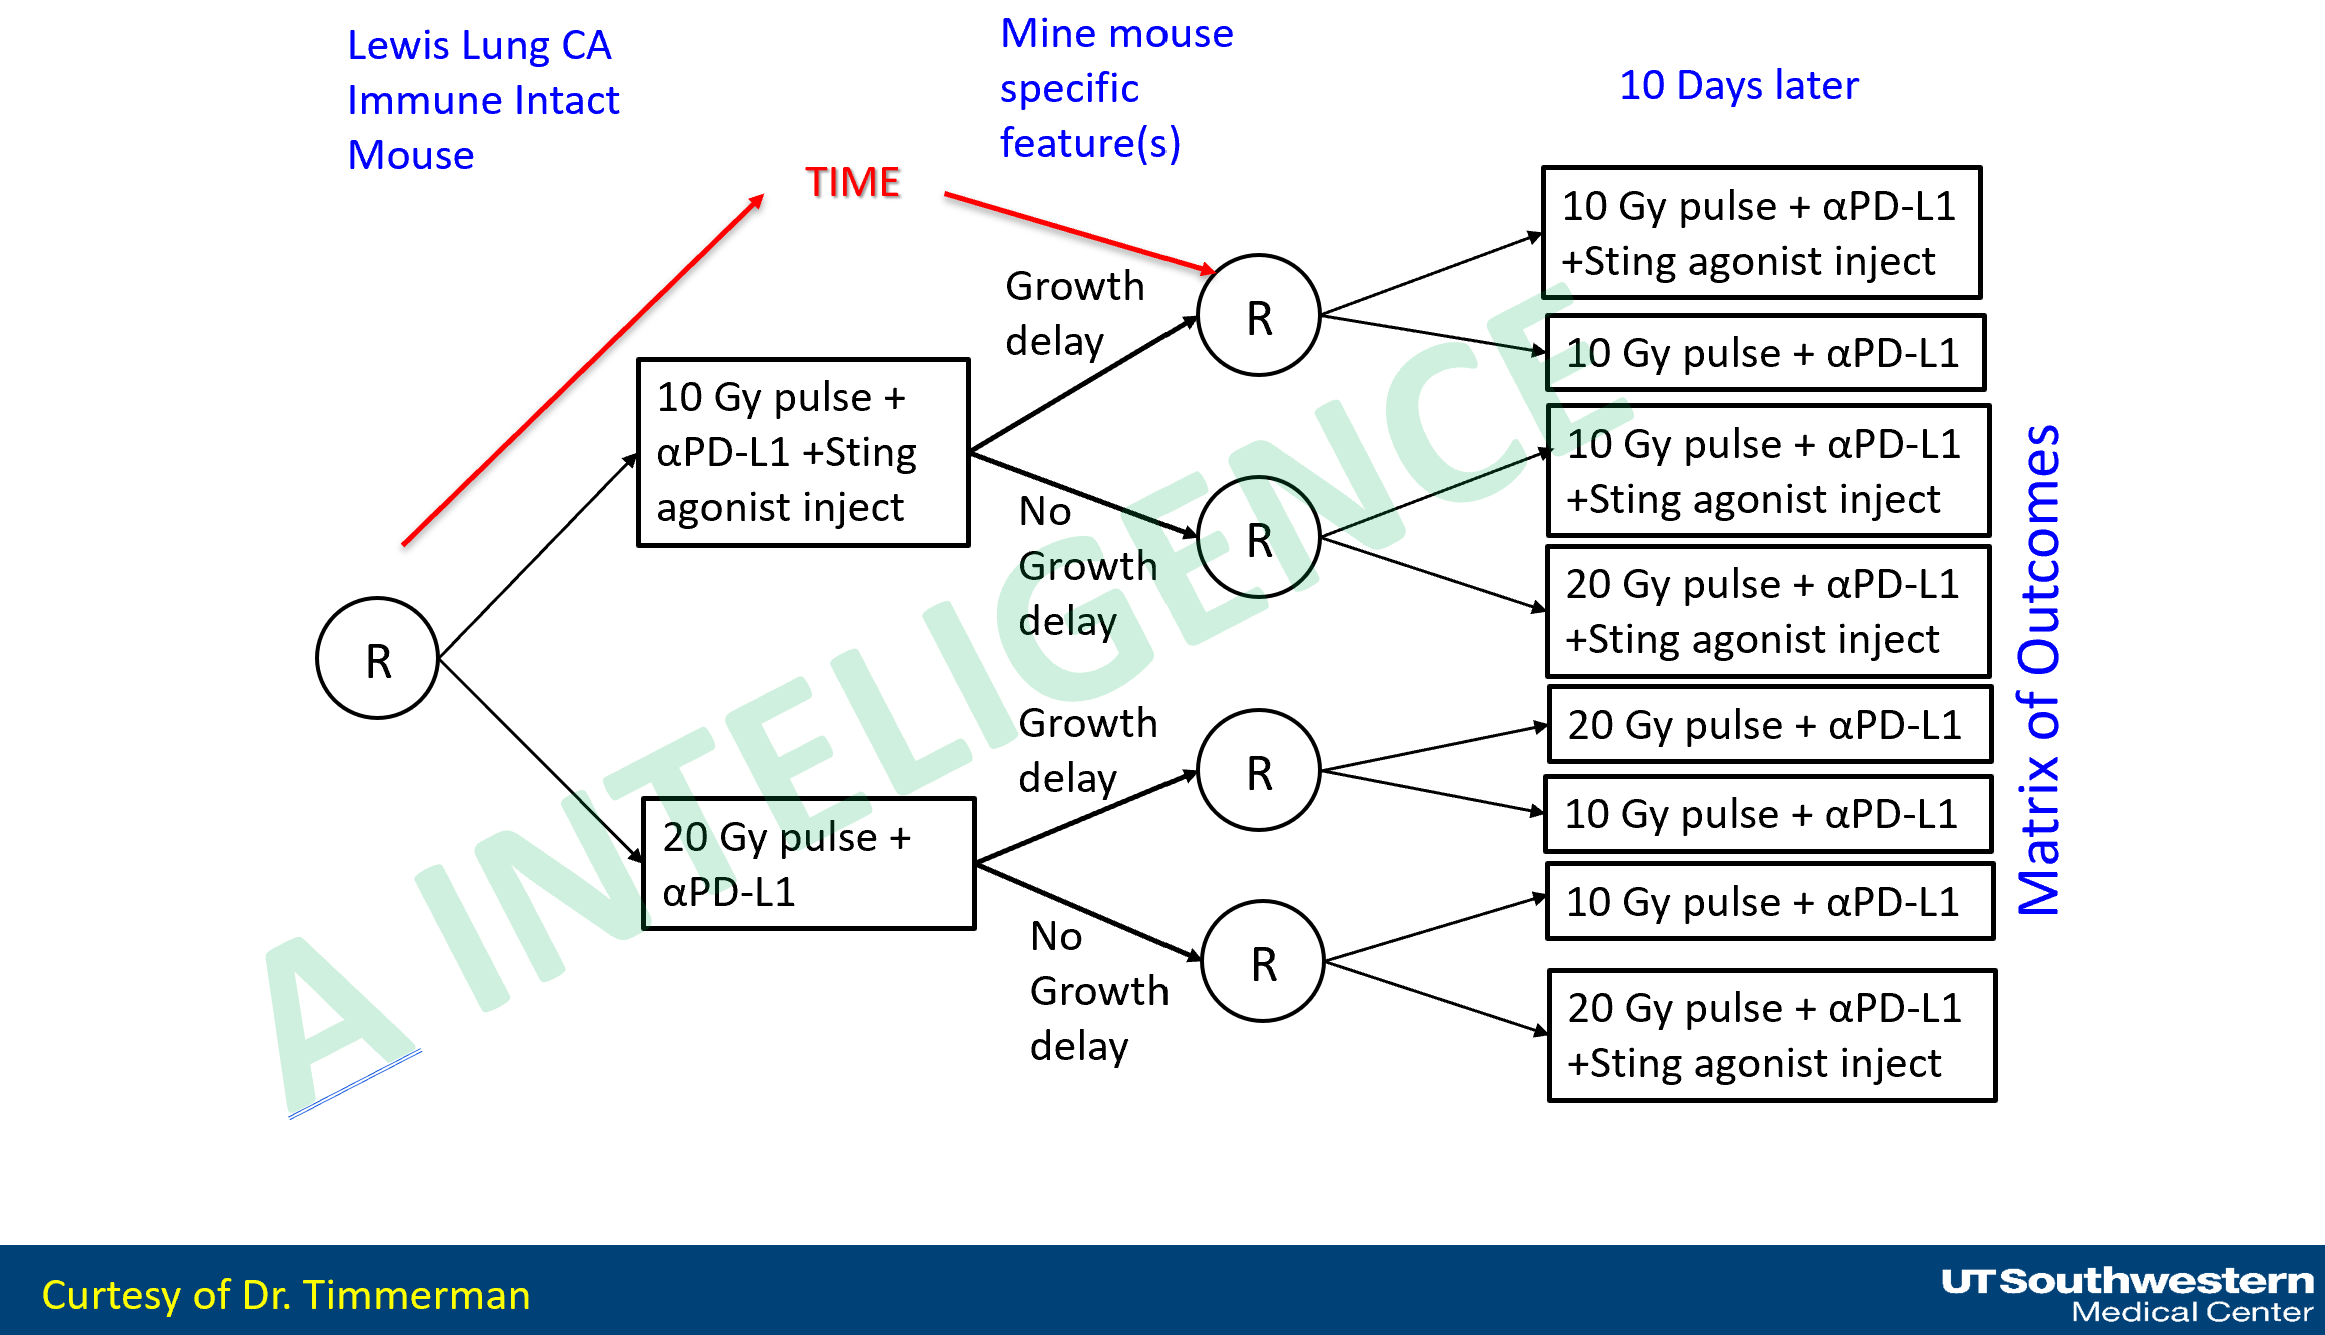 Lewis Lung CA
Immune Intact
Mouse
TIME
Mine mouse
specific
feature(s)
10 Days later
R
10 Gy pulse +
αPD-L1 +Sting
agonist inject
20 Gy pulse +
αPD-L1
Growth
delay
No
Growth
delay
Growth
delay
No
Growth
delay
R
R
R
R
10 Gy pulse + αPD-L1
+Sting agonist inject
10 Gy pulse + αPD-L1
10 Gy pulse + αPD-L1
+Sting agonist inject
20 Gy pulse + αPD-L1
+Sting agonist inject
20 Gy pulse + αPD-L1
10 Gy pulse + αPD-L1
10 Gy pulse + αPD-L1
20 Gy pulse + αPD-L1
+Sting agonist inject
Matrix of Outcomes
A INTELIGENCE
Curtesy of Dr. Timmerman
UTSouthwestern
Medical Center